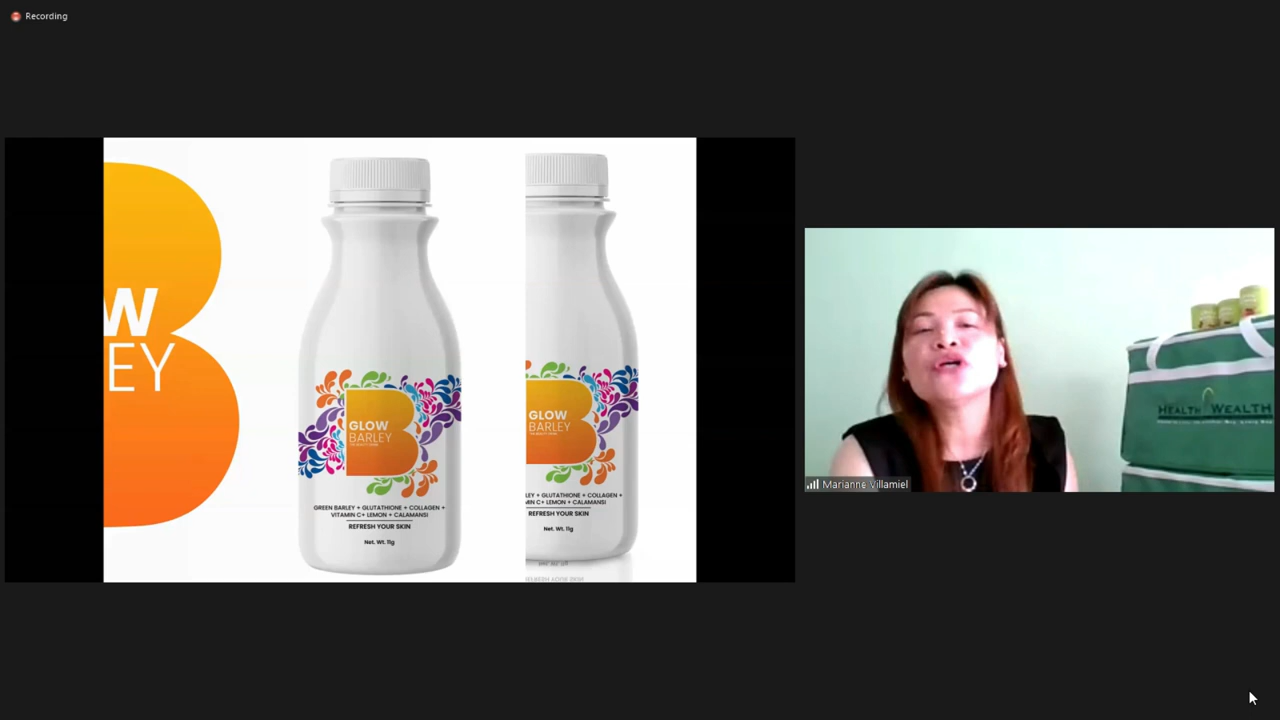 Recording
W
EY
GLOW
BARLEY
GREEN BARLEY + GLUTATHIONE + COLLAGEN +
VITAMIN C+ LEMON + CALAMANSI
REFRESH YOUR SKIN
Net. Wt. 11g
GLOW
BARLEY
LEY + GLUTATHIONE + COLLAGEN +
MIN C+ LEMON + CALAMANSI
REFRESH YOUR SKIN
Net. Wt. 11g
HEALTH WEALTH
Marianne Villamiel